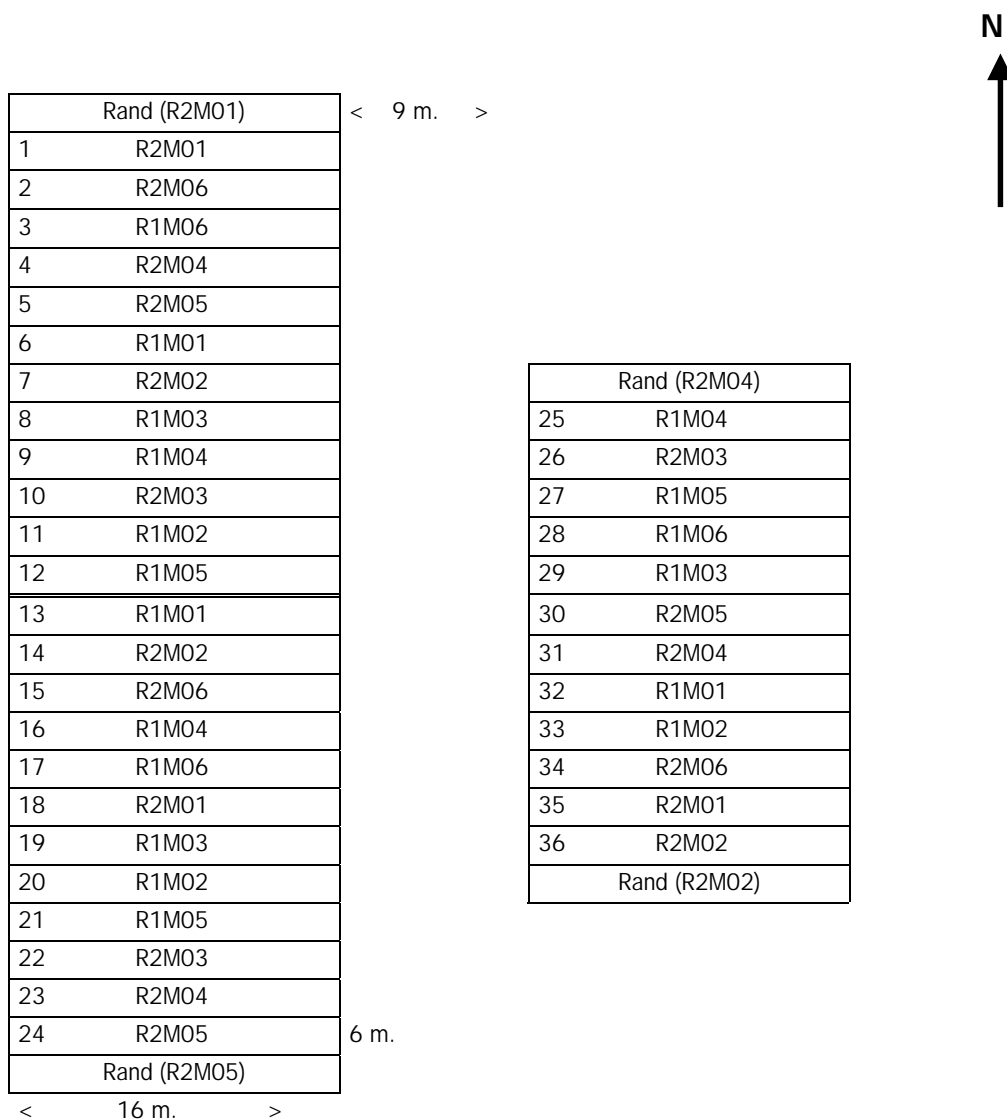 N
Rand (R2M01) < 9 m. >
1 R2M01
2 R2M06
3 R1M06
4 R2M04
5 R2M05
6 R1M01
7 R2M02
8 R1M03
9 R1M04
10 R2M03
11 R1M02
12 R1M05
13 R1M01
14 R2M02
15 R2M06
16 R1M04
17 R1M06
18 R2M01
19 R1M03
20 R1M02
21 R1M05
22 R2M03
23 R2M04
24 R2M05 6 m.
Rand (R2M05)
< 16 m. >
Rand (R2M04)
25 R1M04
26 R2M03
27 R1M05
28 R1M06
29 R1M03
30 R2M05
31 R2M04
32 R1M01
33 R1M02
34 R2M06
35 R2M01
36 R2M02
Rand (R2M02)